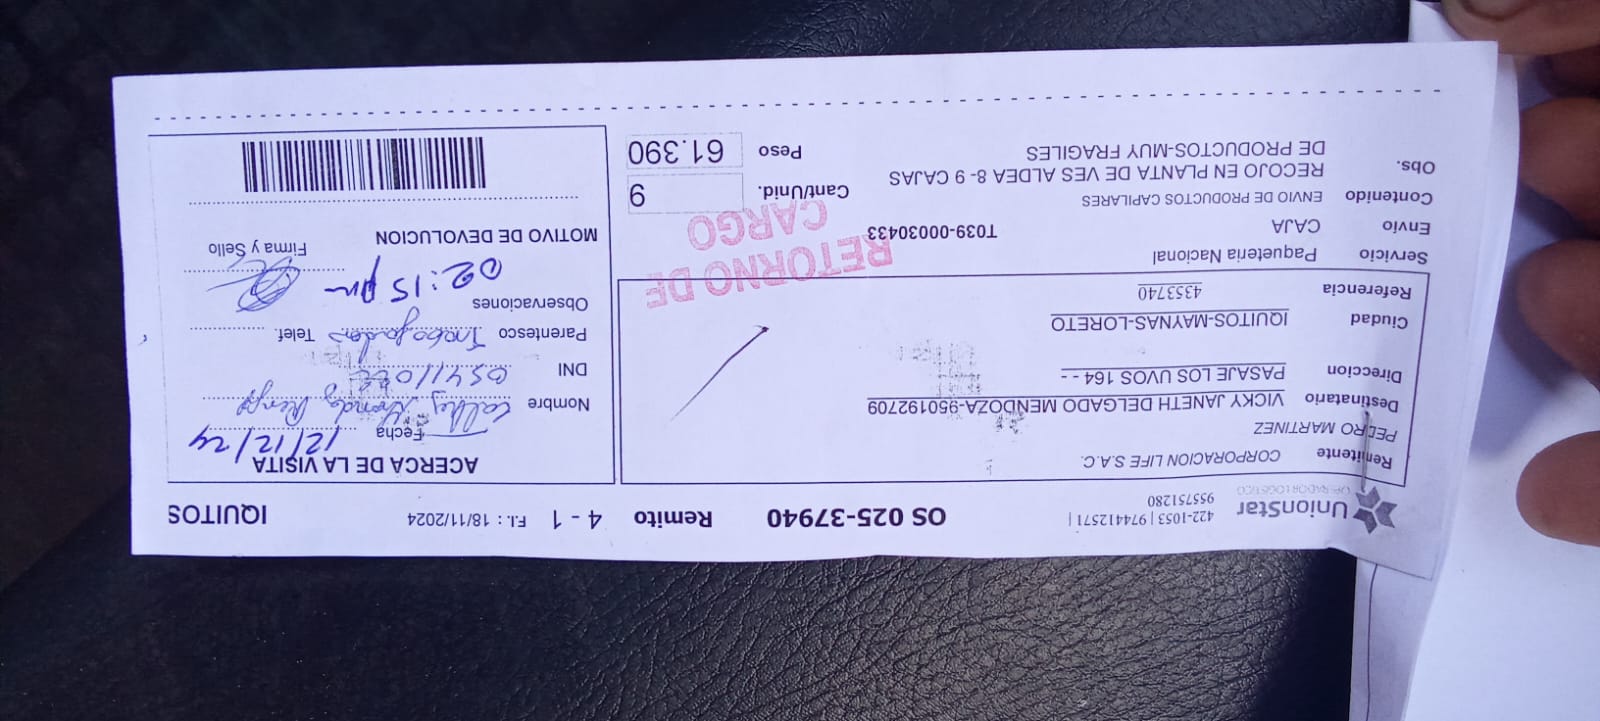 UnionStar
OPERADOR LOGISTICO
422-1053 | 974412571 |
955751280
OS 025-37940 Remito 4 - 1 F.I.: 18/11/2024 IQUITOS
Remitente CORPORACION LIFE S.A.C.
PEDRO MARTINEZ
Destinatario VICKY JANETH DELGADO MENDOZA-950192709
Direccion PASAJE LOS UVOS 164 - -
Ciudad IQUITOS-MAYNAS-LORETO
Referencia 4353740
Servicio Paqueteria Nacional
Envio CAJA T039-00030433
Contenido ENVIO DE PRODUCTOS CAPILARES
Obs. RECOJO EN PLANTA DE VES ALDEA 8- 9 CAJAS
DE PRODUCTOS-MUY FRAGILES
RETORNO DE
CARGO
Cant/Unid. 9
Peso 61.390
ACERCA DE LA VISITA
Fecha 12/12/24
Nombre
DNI
Parentesco Trabajador Telef.
Observaciones
02:15 pm
Firma y Sello
MOTIVO DE DEVOLUCION